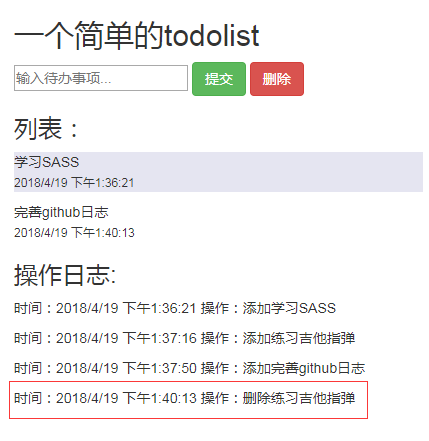 一个简单的todolist
输入待办事项... 提交 删除
列表：
学习SASS
2018/4/19 下午1:36:21
完善github日志
2018/4/19 下午1:40:13
操作日志:
时间：2018/4/19 下午1:36:21 操作：添加学习SASS
时间：2018/4/19 下午1:37:16 操作：添加练习吉他指弹
时间：2018/4/19 下午1:37:50 操作：添加完善github日志
时间：2018/4/19 下午1:40:13 操作：删除练习吉他指弹